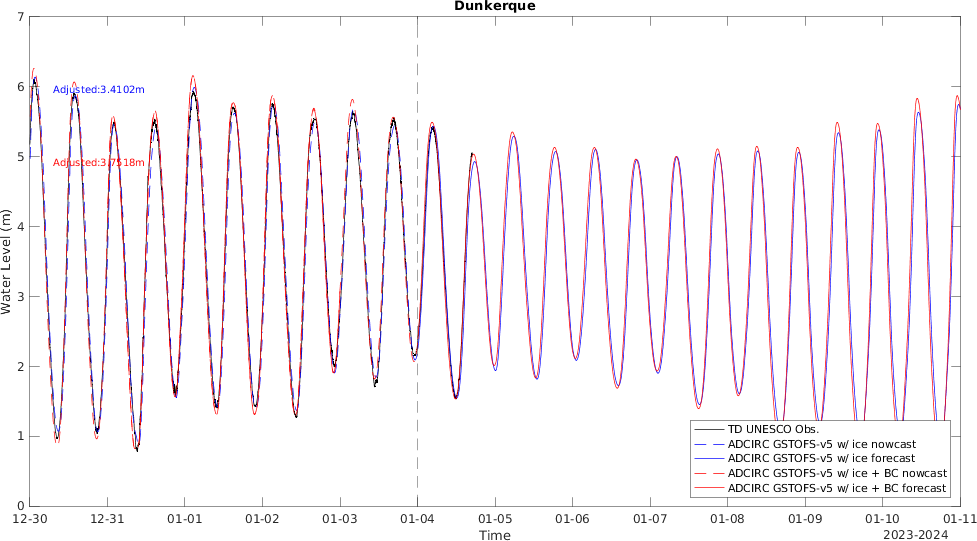 Dunkerque
7
6
5
4
3
2
1
0
Water Level (m)
Adjusted:3.4102m
Adjusted:3.7518m
TD UNESCO Obs.
ADCIRC GSTOFS-v5 w/ ice nowcast
ADCIRC GSTOFS-v5 w/ ice forecast
ADCIRC GSTOFS-v5 w/ ice + BC nowcast
ADCIRC GSTOFS-v5 w/ ice + BC forecast
12-30 12-31 01-01 01-02 01-03 01-04 01-05 01-06 01-07 01-08 01-09 01-10 01-11
Time
2023-2024